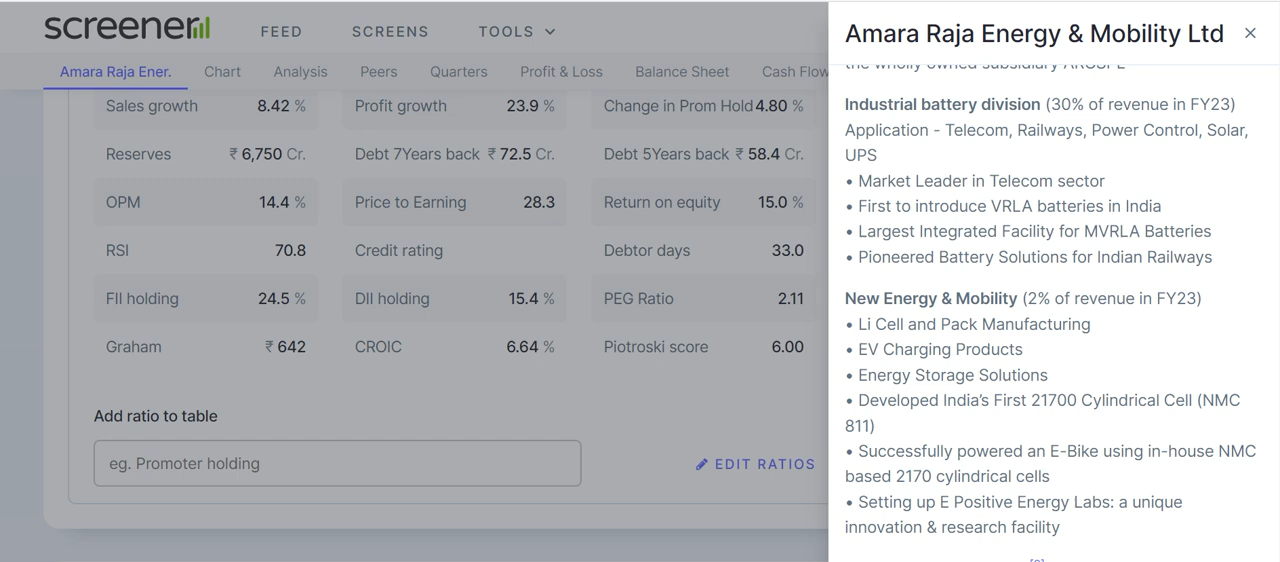 screener
FEED
SCREENS
TOOLS
Amara Raja Ener.
Chart
Analysis
Peers
Quarters
Profit & Loss
Balance Sheet
Cash Flow
Sales growth 8.42 %
Profit growth 23.9 %
Change in Prom Hold 4.80 %
Reserves ₹ 6,750 Cr.
Debt 7Years back ₹ 72.5 Cr.
Debt 5Years back ₹ 58.4 Cr.
OPM 14.4 %
Price to Earning 28.3
Return on equity 15.0 %
RSI 70.8
Credit rating
Debtor days 33.0
FII holding 24.5 %
DII holding 15.4 %
PEG Ratio 2.11
Graham ₹ 642
CROIC 6.64 %
Piotroski score 6.00
Add ratio to table
eg. Promoter holding
EDIT RATIOS
Amara Raja Energy & Mobility Ltd
the wholly owned subsidiary
Industrial battery division (30% of revenue in FY23)
Application - Telecom, Railways, Power Control, Solar,
UPS
• Market Leader in Telecom sector
• First to introduce VRLA batteries in India
• Largest Integrated Facility for MVRLA Batteries
• Pioneered Battery Solutions for Indian Railways
New Energy & Mobility (2% of revenue in FY23)
• Li Cell and Pack Manufacturing
• EV Charging Products
• Energy Storage Solutions
• Developed India's First 21700 Cylindrical Cell (NMC
811)
• Successfully powered an E-Bike using in-house NMC
based 2170 cylindrical cells
• Setting up E Positive Energy Labs: a unique
innovation & research facility